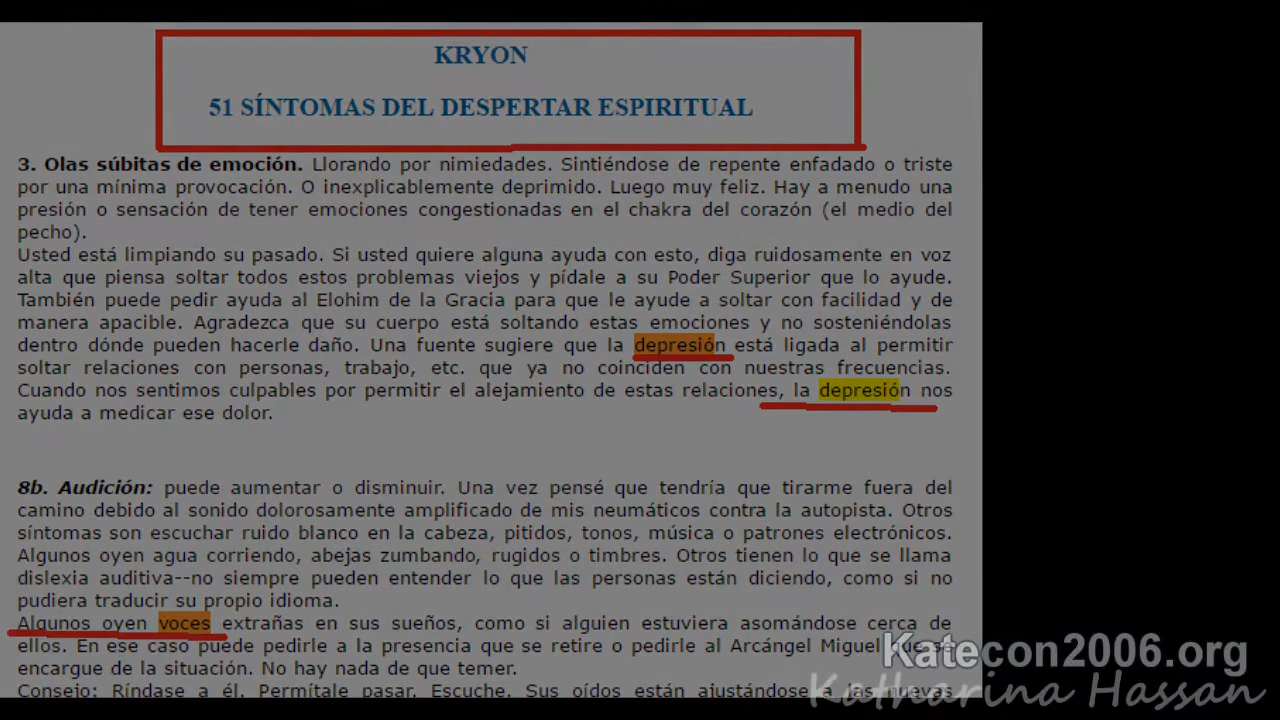 KRYON
51 SÍNTOMAS DEL DESPERTAR ESPIRITUAL
3. Olas súbitas de emoción. Llorando por nimiedades. Sintiéndose de repente enfadado o triste
por una mínima provocación. O inexplicablemente deprimido. Luego muy feliz. Hay a menudo una
presión o sensación de tener emociones congestionadas en el chakra del corazón (el medio del
pecho).
Usted está limpiando su pasado. Si usted quiere alguna ayuda con esto, diga ruidosamente en voz
alta que piensa soltar todos estos problemas viejos y pídale a su Poder Superior que lo ayude.
También puede pedir ayuda al Elohim de la Gracia para que le ayude a soltar con facilidad y de
manera apacible. Agradezca que su cuerpo está soltando estas emociones y no sosteniéndolas
dentro dónde pueden hacerle daño. Una fuente sugiere que la depresión está ligada al permitir
soltar relaciones con personas, trabajo, etc. que ya no coinciden con nuestras frecuencias.
Cuando nos sentimos culpables por permitir el alejamiento de estas relaciones, la depresión nos
ayuda a medicar ese dolor.
8b. Audición: puede aumentar o disminuir. Una vez pensé que tendría que tirarme fuera del
camino debido al sonido dolorosamente amplificado de mis neumáticos contra la autopista. Otros
síntomas son escuchar ruido blanco en la cabeza, pitidos, tonos, música o patrones electrónicos.
Algunos oyen agua corriendo, abejas zumbando, rugidos o timbres. Otros tienen lo que se llama
dislexia auditiva--no siempre pueden entender lo que las personas están diciendo, como si no
pudiera traducir su propio idioma.
Algunos oyen voces extrañas en sus sueños, como si alguien estuviera asomándose cerca de
ellos. En ese caso puede pedirle a la presencia que se retire o pedirle al Arcángel Miguel que se
encargue de la situación. No hay nada de que temer.
Consejo: Ríndase a él. Permítale pasar. Escuche. Sus oídos están ajustándose a las nuevas
Katecon2006.org
Katharina Hassan